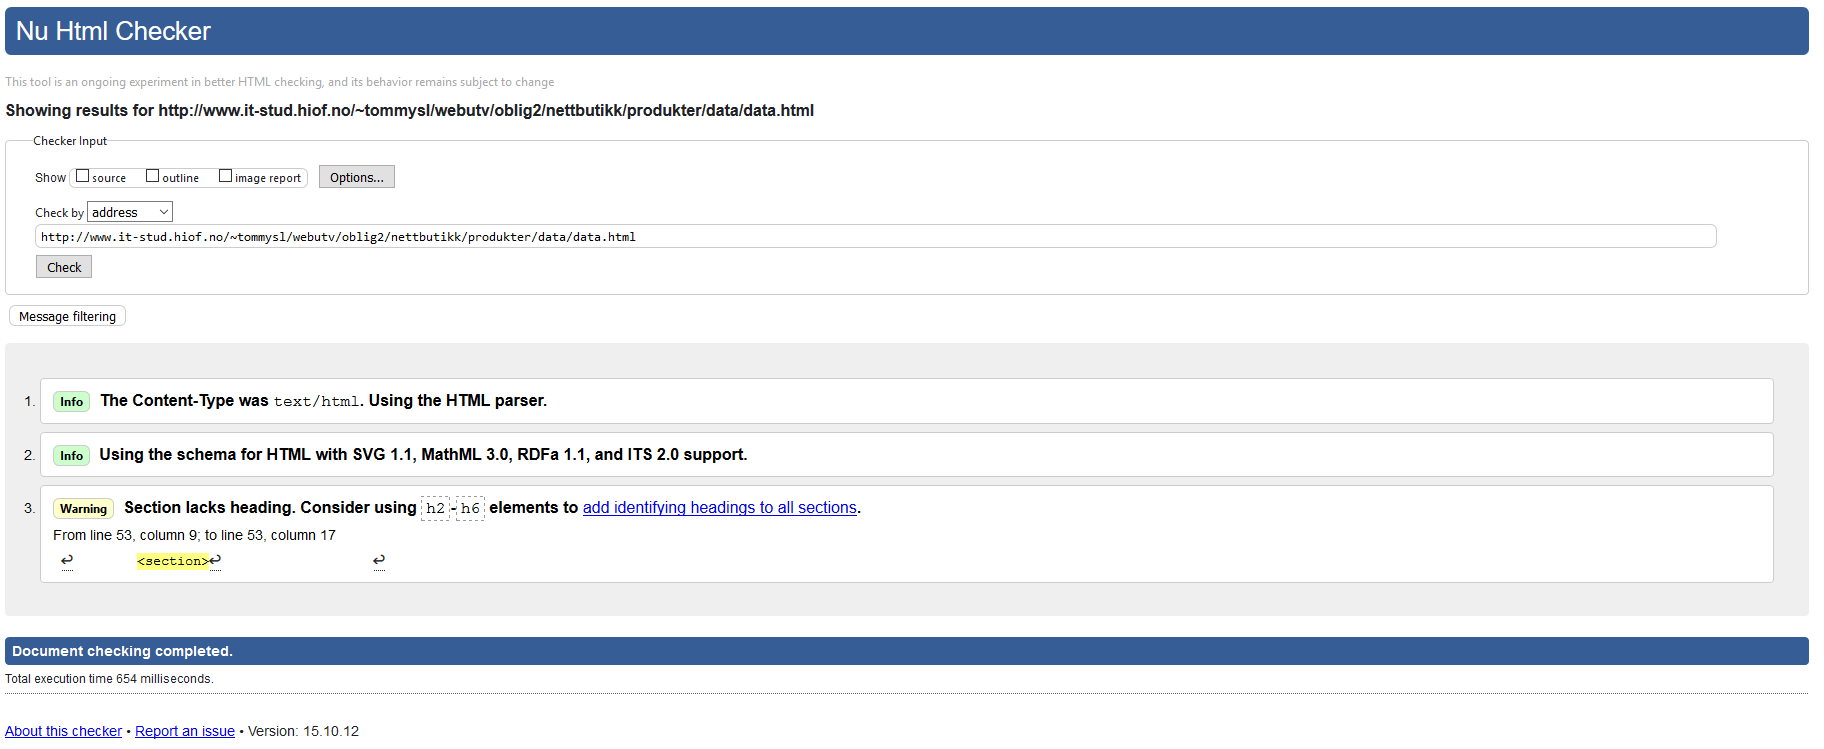 Nu Html Checker
This tool is an ongoing experiment in better HTML checking, and its behavior remains subject to change
Showing results for http://www.it-stud.hiof.no/~tommysl/webutv/oblig2/nettbutikk/produkter/data/data.html
Checker Input
Show source outline image report Options...
Check by address
http://www.it-stud.hiof.no/~tommysl/webutv/oblig2/nettbutikk/produkter/data/data.html
Check
Message filtering
1. Info The Content-Type was text/html. Using the HTML parser.
2. Info Using the schema for HTML with SVG 1.1, MathML 3.0, RDFa 1.1, and ITS 2.0 support.
3. Warning Section lacks heading. Consider using h2-h6 elements to add identifying headings to all sections.
From line 53, column 9; to line 53, column 17
↩ <section>↩ ↩
Document checking completed.
Total execution time 654 milliseconds.
About this checker • Report an issue • Version: 15.10.12